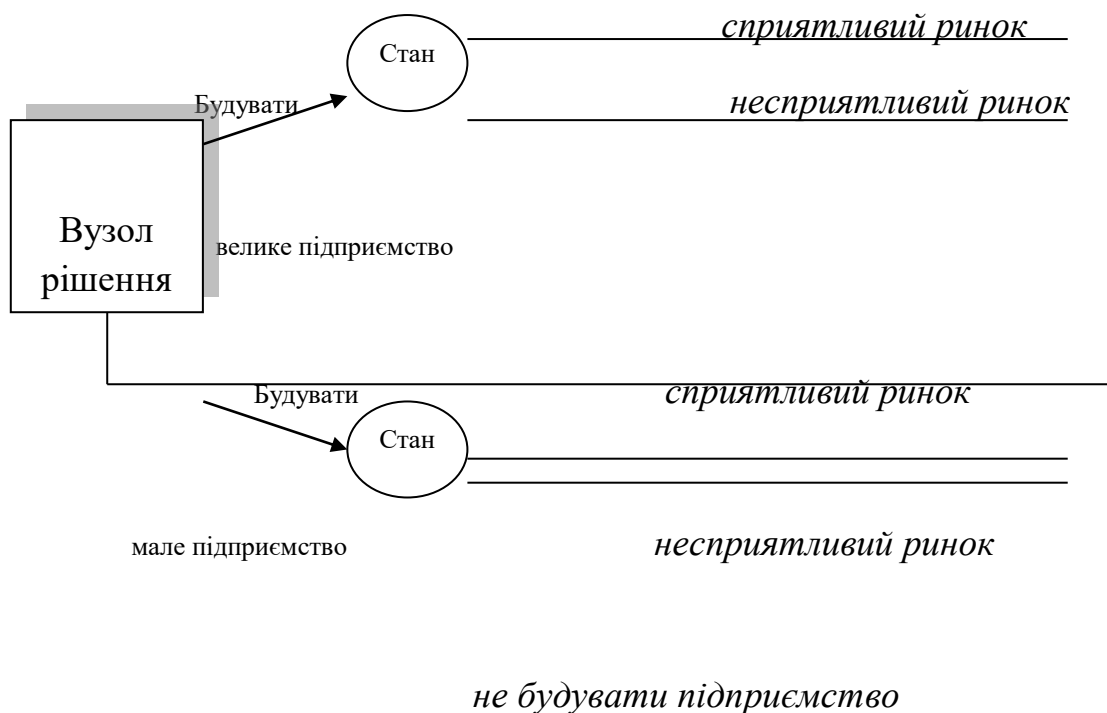 сприятливий ринок
Стан
Будувати
несприятливий ринок
Вузол
рішення
велике підприємство
Будувати
сприятливий ринок
Стан
мале підприємство
несприятливий ринок
не будувати підприємство